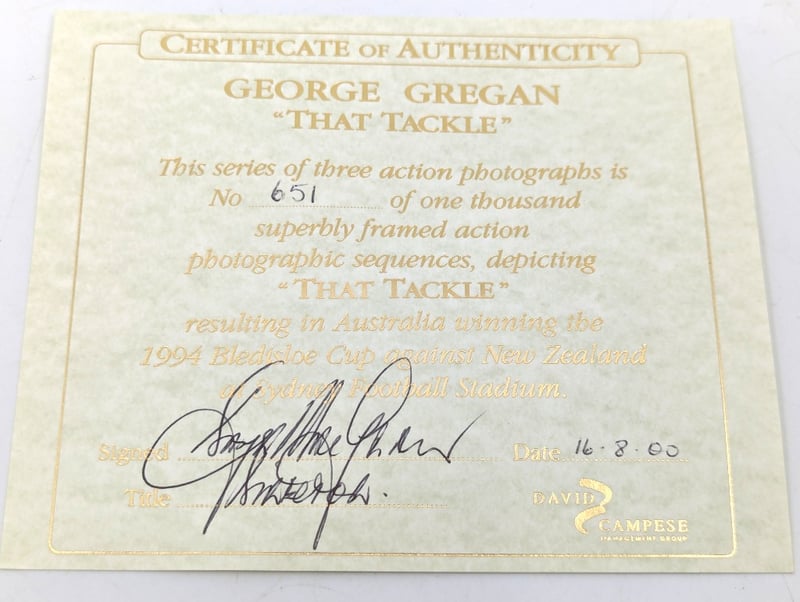 CERTIFICATE OF AUTHENTICITY
GEORGE GREGAN
"THAT TACKLE"
This series of three action photographs is
No 651 of one thousand
superbly framed action
photographic sequences, depicting
"THAT TACKLE"
resulting in Australia winning the
1994 Bledisloe Cup against New Zealand
at Sydney Football Stadium.
Signed Date 16.8.00
Title
DAVID
CAMPESE
MANAGEMENT GROUP